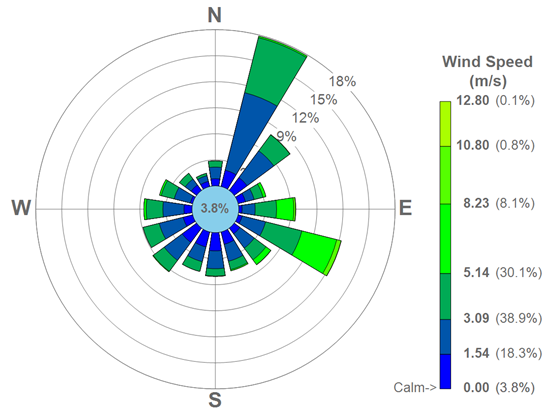 N
18%
15%
12%
9%
W
3.8%
E
S
Wind Speed
(m/s)
12.80 (0.1%)
10.80 (0.8%)
8.23 (8.1%)
5.14 (30.1%)
3.09 (38.9%)
1.54 (18.3%)
Calm-> 0.00 (3.8%)